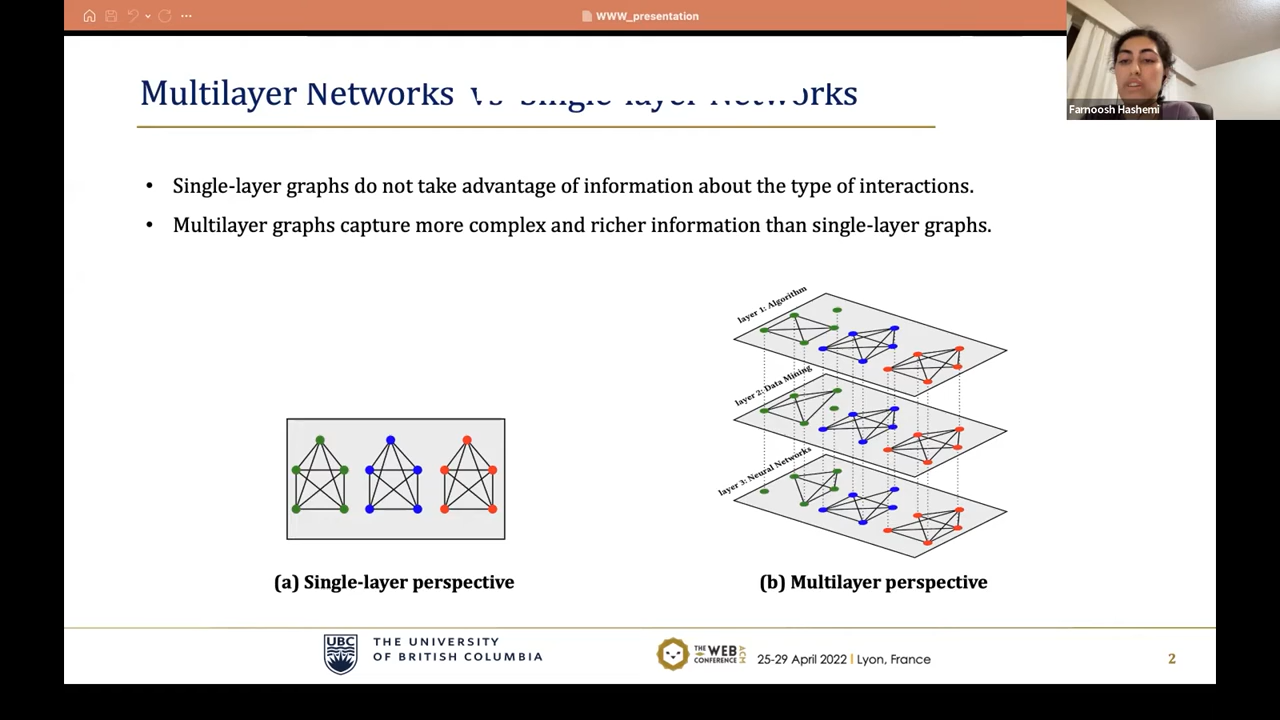 WWW_presentation
Farnoosh Hashemi
Multilayer Networks vs Single-layer Networks
• Single-layer graphs do not take advantage of information about the type of interactions.
• Multilayer graphs capture more complex and richer information than single-layer graphs.
layer 1: Algorithm
layer 2: Data Mining
layer 3: Neural Networks
(a) Single-layer perspective
(b) Multilayer perspective
UBC
THE UNIVERSITY
OF BRITISH COLUMBIA
THE WEB
CONFERENCE
ACM
25-29 April 2022 | Lyon, France
2